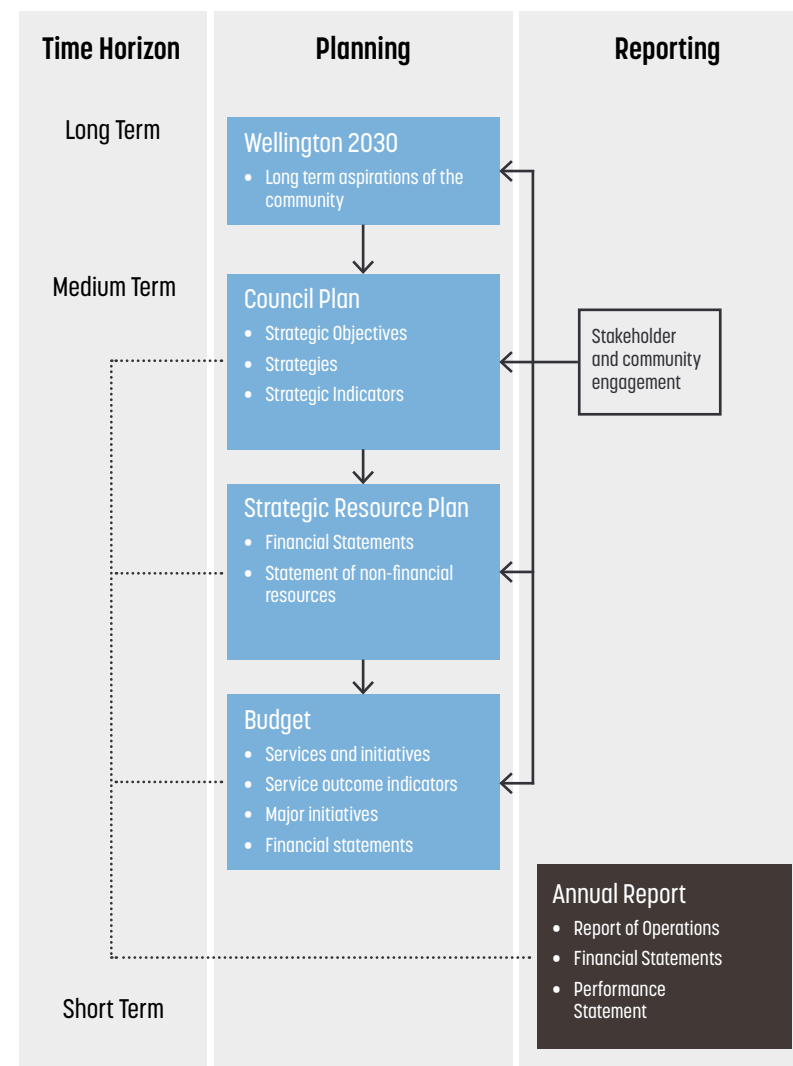 Time Horizon
Planning
Reporting
Long Term
Wellington 2030
• Long term aspirations of the
community
Medium Term
Council Plan
• Strategic Objectives
• Strategies
• Strategic Indicators
Stakeholder
and community
engagement
Strategic Resource Plan
• Financial Statements
• Statement of non-financial
resources
Budget
• Services and initiatives
• Service outcome indicators
• Major initiatives
• Financial statements
Annual Report
• Report of Operations
• Financial Statements
• Performance
Statement
Short Term